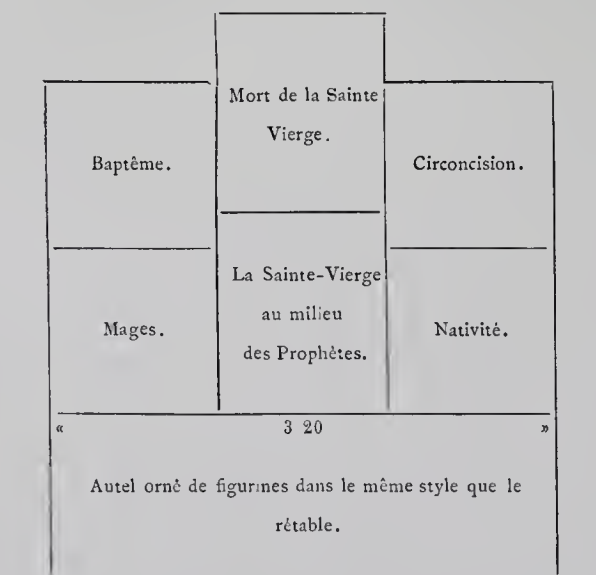 Mort de la Sainte
Vierge.
Baptême.
Circoncision.
La Sainte-Vierge
au milieu
des Prophètes.
Mages.
Nativité.
« 3 20 »
Autel orné de figurines dans le même style que le
rétable.